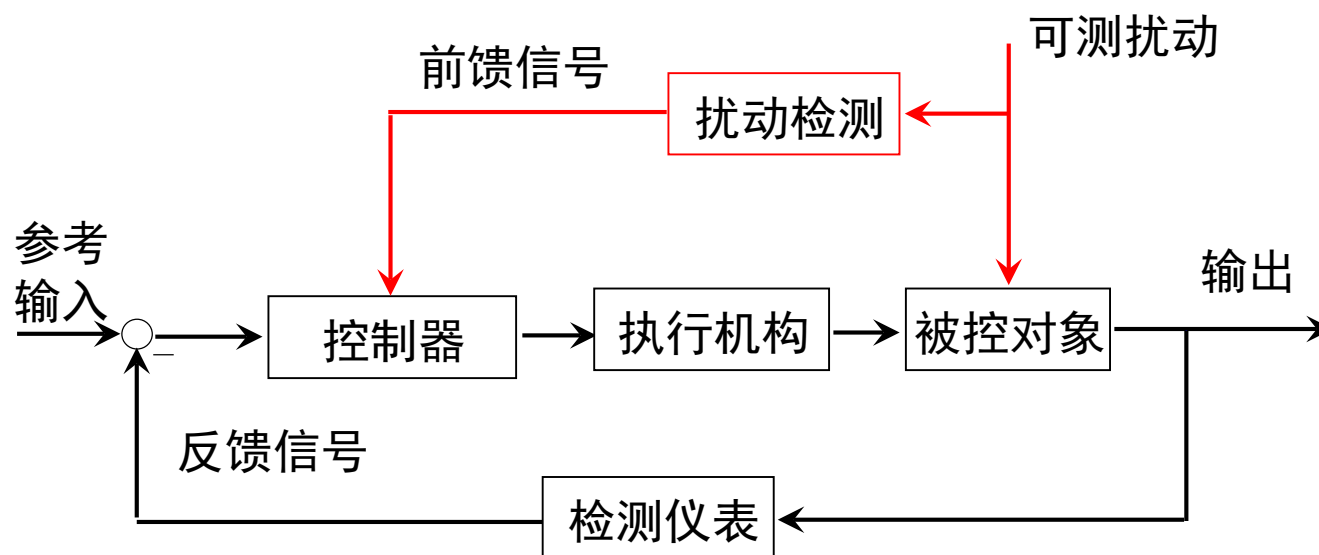 可测扰动
前馈信号
扰动检测
参考
输入
输出
控制器
执行机构
被控对象
－
反馈信号
检测仪表